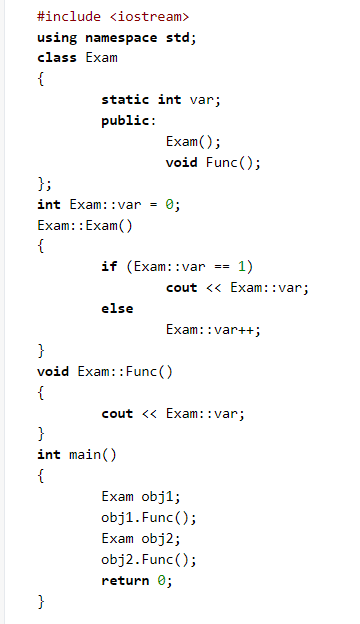 #include <iostream>
using namespace std;
class Exam
{
        static int var;
        public:
                Exam();
                void Func();
};
int Exam::var = 0;
Exam::Exam()
{
        if (Exam::var == 1)
                cout << Exam::var;
        else
                Exam::var++;
}
void Exam::Func()
{
        cout << Exam::var;
}
int main()
{
        Exam obj1;
        obj1.Func();
        Exam obj2;
        obj2.Func();
        return 0;
}